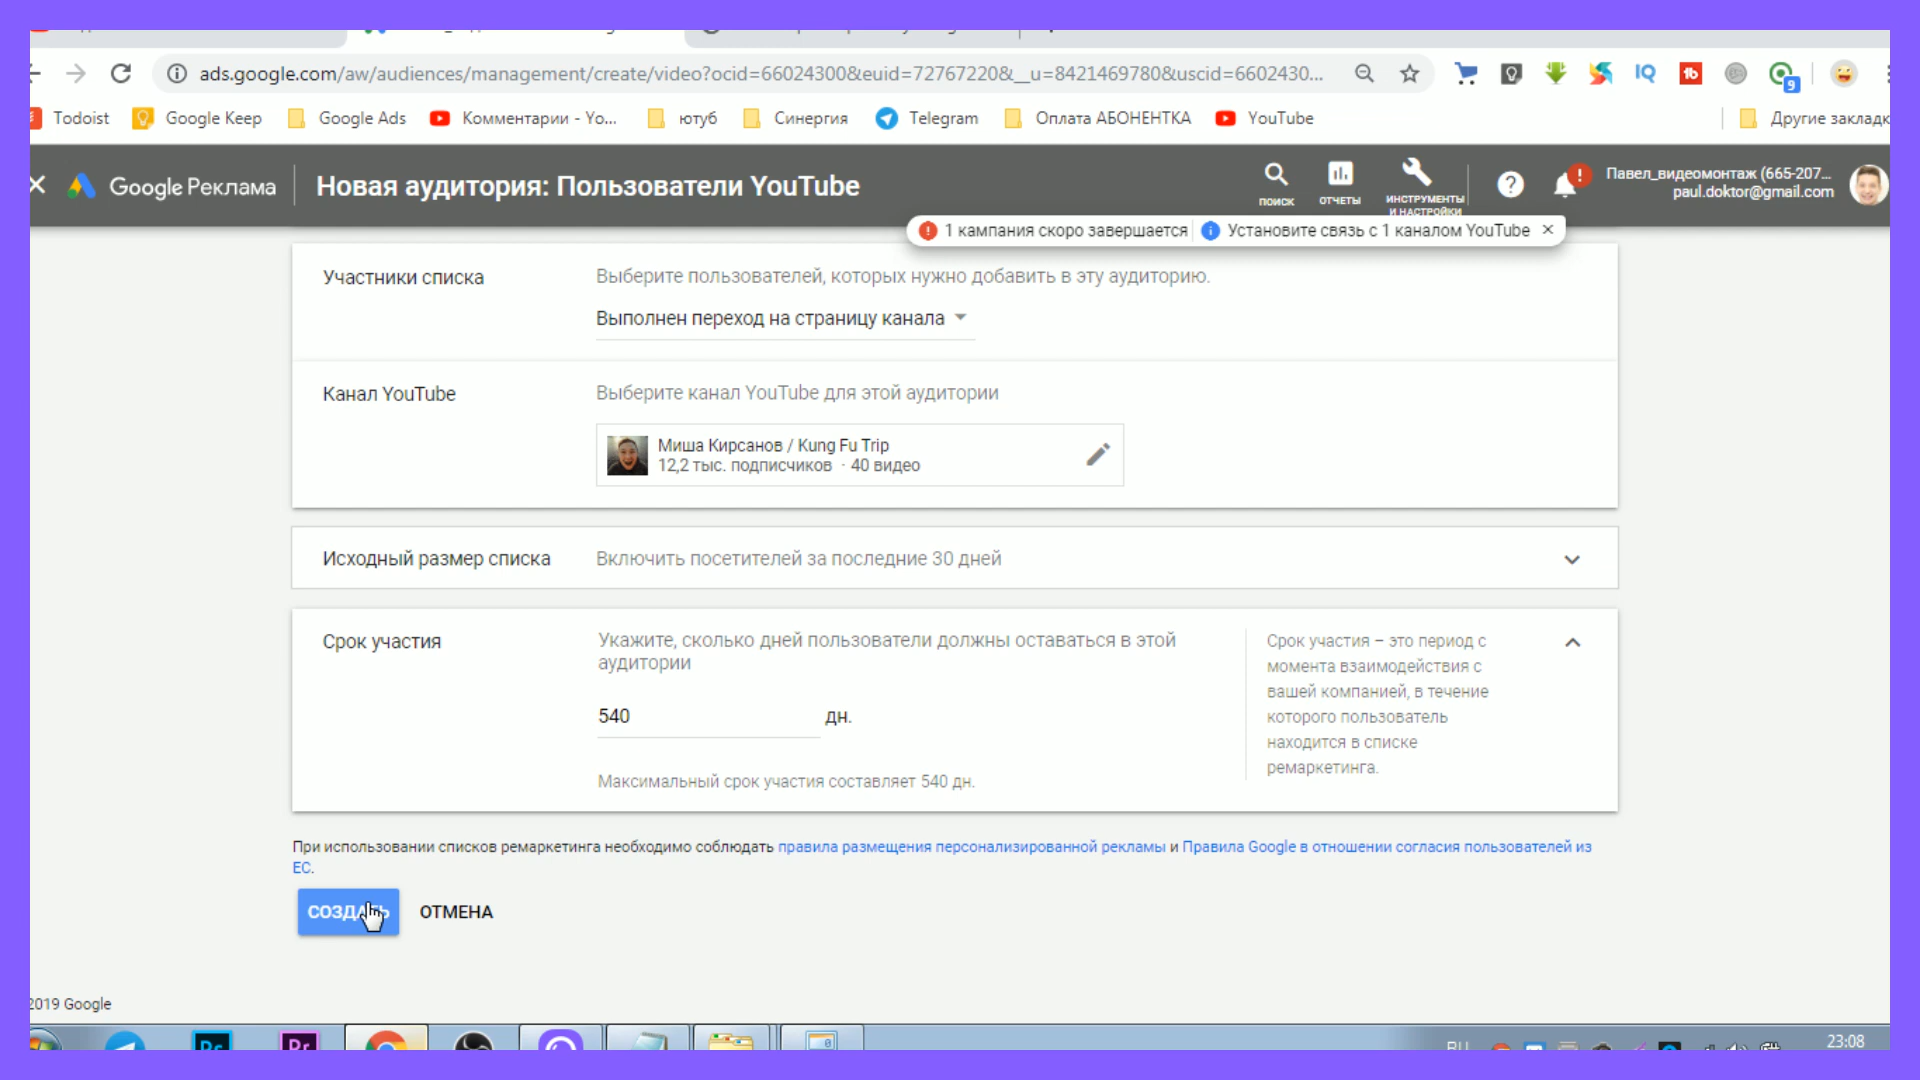 ads.google.com/aw/audiences/management/create/video?ocid=66024300&euid=72767220&__u=8421469780&uscid=6602430...
Todoist Google Keep Google Ads Комментарии - Yo... ютуб Синергия Telegram Оплата АБОНЕНТКА YouTube Другие закладк
Google Реклама Новая аудитория: Пользователи YouTube
ПОИСК ОТЧЕТЫ ИНСТРУМЕНТЫ И НАСТРОЙКИ
Павел_видеомонтаж (665-207...
paul.doktor@gmail.com
1 кампания скоро завершается Установите связь с 1 каналом YouTube
Участники списка
Выберите пользователей, которых нужно добавить в эту аудиторию.
Выполнен переход на страницу канала
Канал YouTube
Выберите канал YouTube для этой аудитории
Миша Кирсанов / Kung Fu Trip
12,2 тыс. подписчиков · 40 видео
Исходный размер списка Включить посетителей за последние 30 дней
Срок участия
Укажите, сколько дней пользователи должны оставаться в этой
аудитории
540 дн.
Максимальный срок участия составляет 540 дн.
Срок участия – это период с
момента взаимодействия с
вашей компанией, в течение
которого пользователь
находится в списке
ремаркетинга.
При использовании списков ремаркетинга необходимо соблюдать правила размещения персонализированной рекламы и Правила Google в отношении согласия пользователей из
ЕС.
СОЗДАТЬ ОТМЕНА
2019 Google
RU 23:08